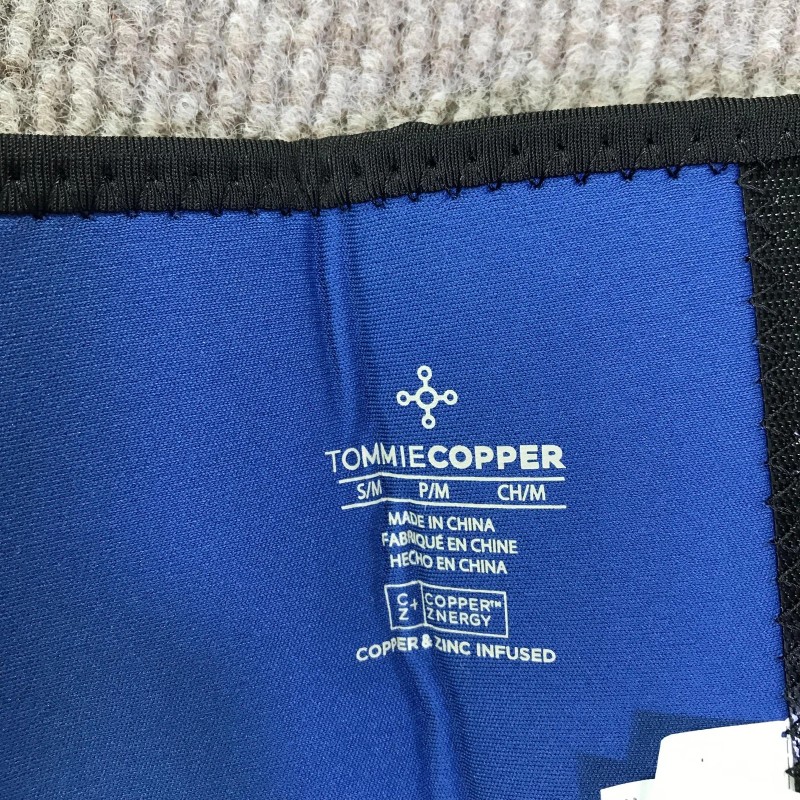 TOMMIECOPPER
S/M P/M CH/M
MADE IN CHINA
FABRIQUÉ EN CHINE
HECHO EN CHINA
C + COPPER™
Z ZNERGY
COPPER & ZINC INFUSED